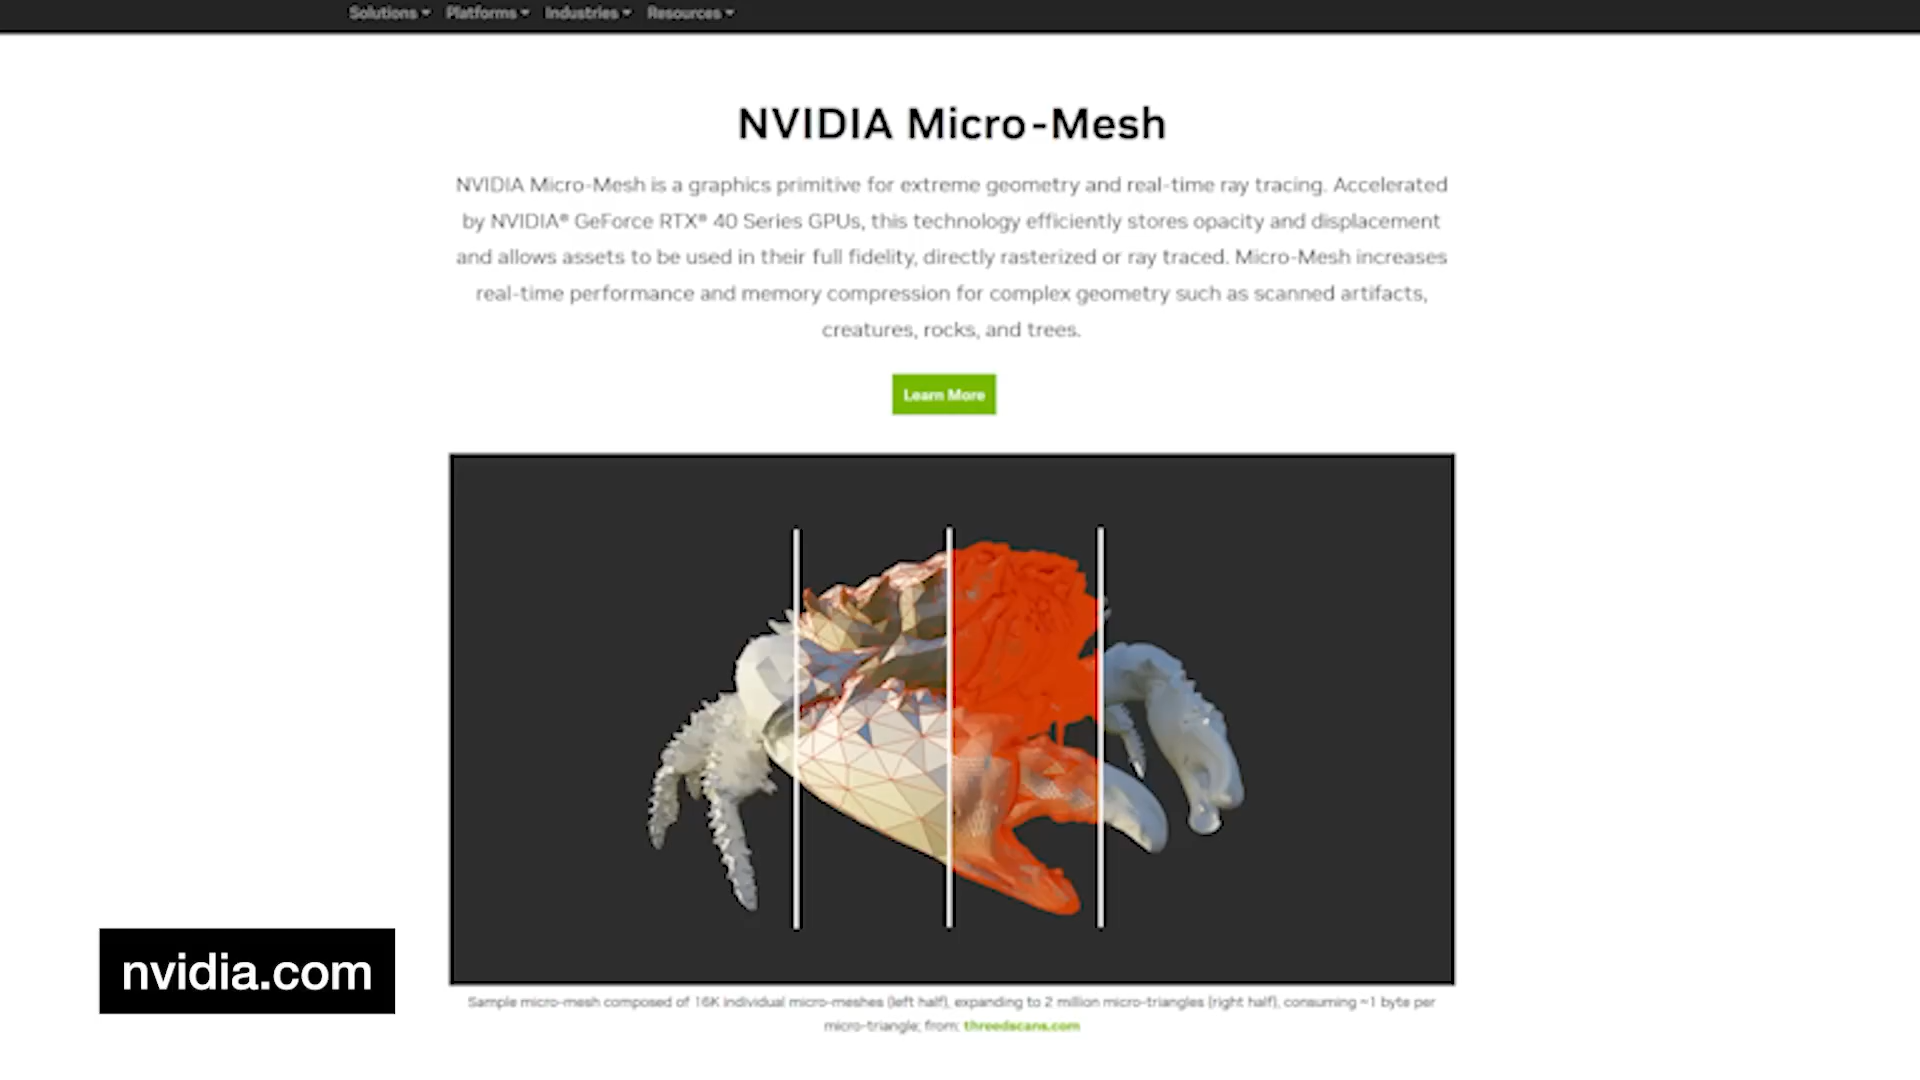 Solutions Platforms Industries Resources
NVIDIA Micro-Mesh
NVIDIA Micro-Mesh is a graphics primitive for extreme geometry and real-time ray tracing. Accelerated
by NVIDIA® GeForce RTX® 40 Series GPUs, this technology efficiently stores opacity and displacement
and allows assets to be used in their full fidelity, directly rasterized or ray traced. Micro-Mesh increases
real-time performance and memory compression for complex geometry such as scanned artifacts,
creatures, rocks, and trees.
Learn More
nvidia.com
Sample micro-mesh composed of 16K individual micro-meshes (left half), expanding to 2 million micro-triangles (right half), consuming ~1 byte per
micro-triangle; from: threedscans.com